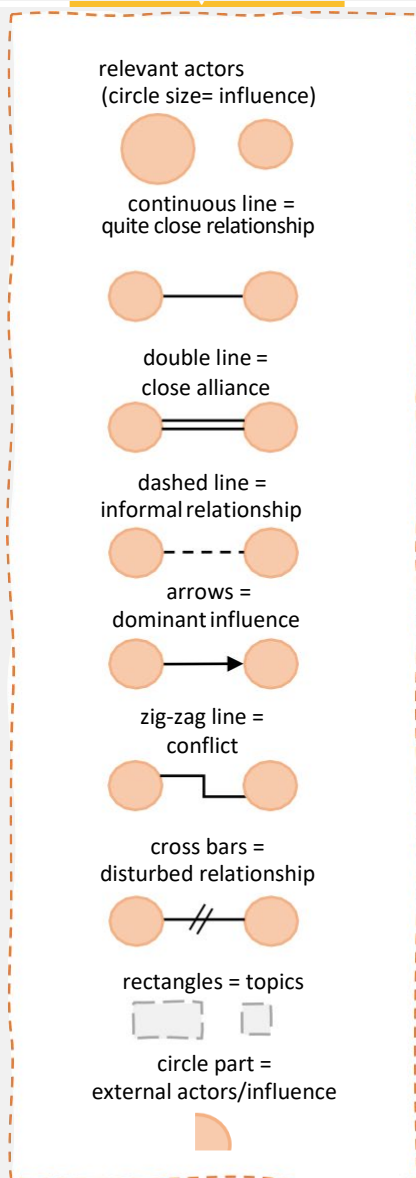 relevant actors
(circle size= influence)
continuous line =
quite close relationship
double line =
close alliance
dashed line =
informal relationship
arrows =
dominant influence
zig-zag line =
conflict
cross bars =
disturbed relationship
rectangles = topics
circle part =
external actors/influence